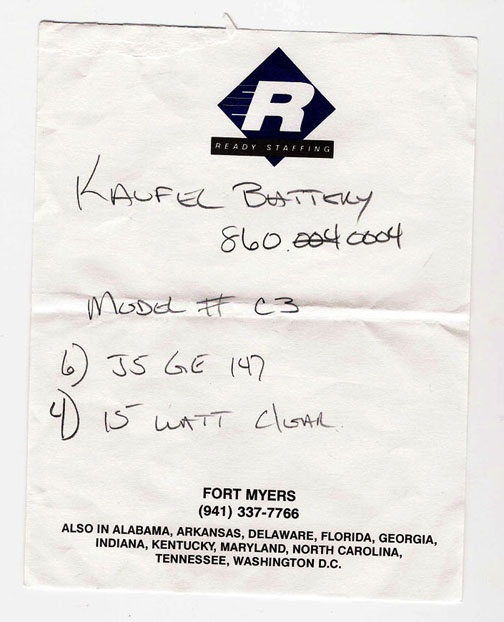 R
READY STAFFING
KAUFEL BATTERY
860.004 0004
MODEL # C3
6) J5 GE 147
4) 15 WATT CLEAR
FORT MYERS
(941) 337-7766
ALSO IN ALABAMA, ARKANSAS, DELAWARE, FLORIDA, GEORGIA,
INDIANA, KENTUCKY, MARYLAND, NORTH CAROLINA,
TENNESSEE, WASHINGTON D.C.